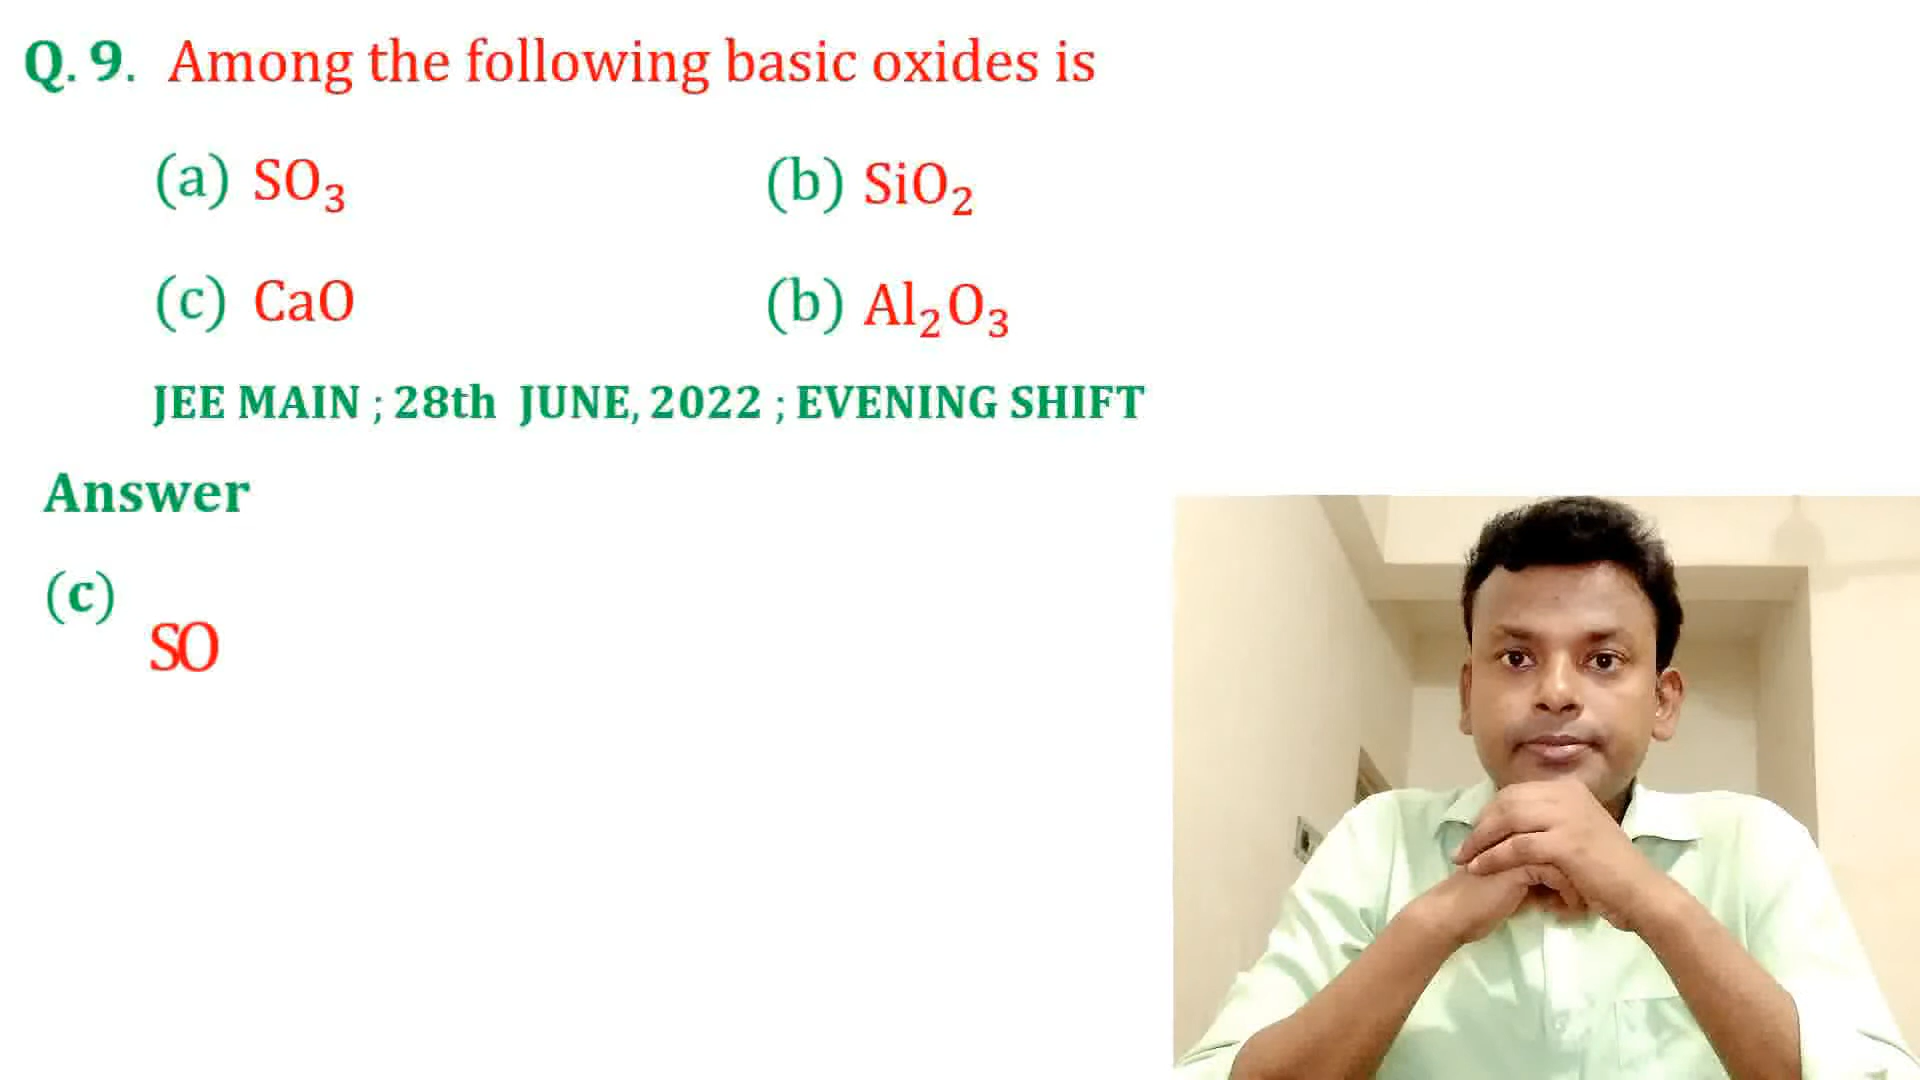 Q. 9. Among the following basic oxides is
(a) SO₃ (b) SiO₂
(c) CaO (b) Al₂O₃
JEE MAIN ; 28th JUNE, 2022 ; EVENING SHIFT
Answer
(c)
SO